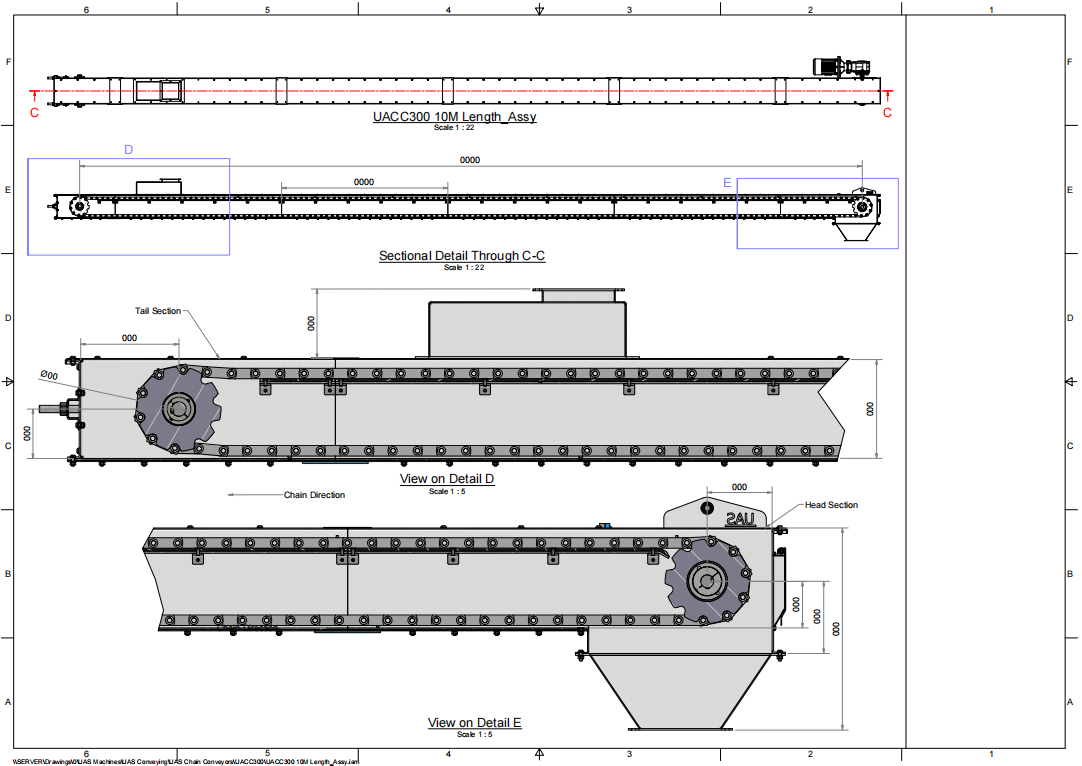 6 5 4 3 2 1
F F
C C
UACC300 10M Length_Assy
Scale 1 : 22
D
0000
E E
0000
E
Sectional Detail Through C-C
Scale 1 : 22
D D
Tail Section
000
000
Ø00
000
000
C C
View on Detail D
Scale 1 : 5
000
Chain Direction
Head Section
UAS
B B
000
000
000
A A
View on Detail E
Scale 1 : 5
6 5 4 3 2 1
\\SERVER\Drawings\0\UAS Machines\UAS Conveying\UAS Chain Conveyors\UACC300\UACC300 10M Length_Assy.iam